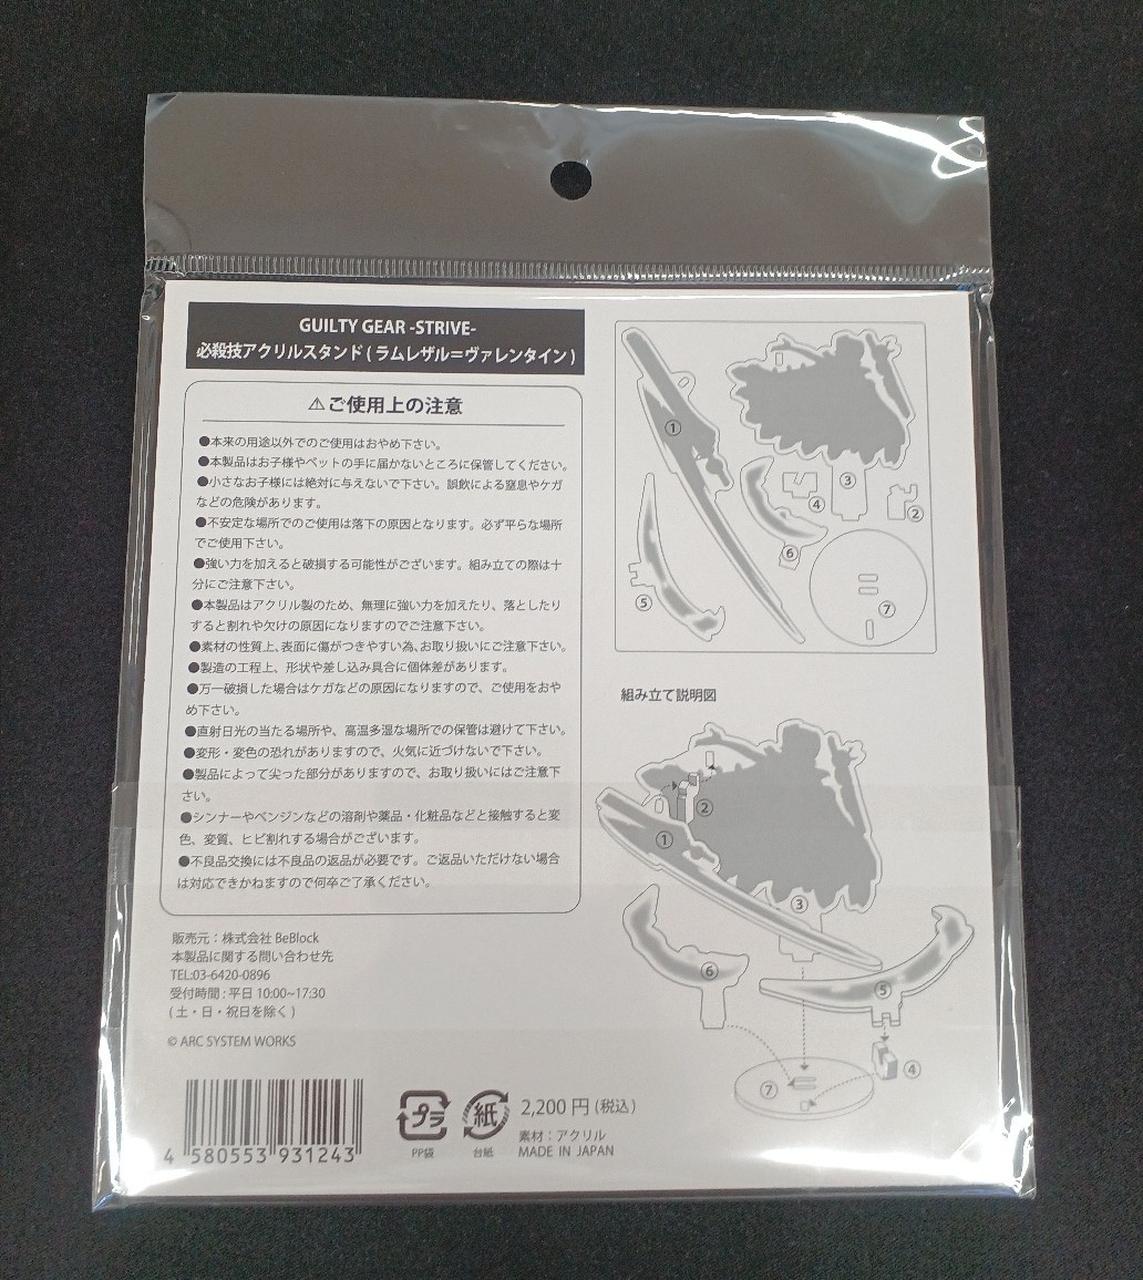 GUILTY GEAR -STRIVE-
必殺技アクリルスタンド ( ラムレザル＝ヴァレンタイン )
⚠ご使用上の注意
●本来の用途以外でのご使用はおやめ下さい。
●本製品はお子様やペットの手に届かないところに保管してください。
●小さなお子様には絶対に与えないで下さい。誤飲による窒息やケガ
などの危険があります。
●不安定な場所でのご使用は落下の原因となります。必ず平らな場所
でご使用下さい。
●強い力を加えると破損する可能性がございます。組み立ての際は十
分にご注意下さい。
●本製品はアクリル製のため、無理に強い力を加えたり、落としたり
すると割れや欠けの原因になりますのでご注意下さい。
●素材の性質上、表面に傷がつきやすい為、お取り扱いにご注意下さい。
●製造の工程上、形状や差し込み具合に個体差があります。
●万一破損した場合はケガなどの原因になりますので、ご使用をおや
め下さい。
●直射日光の当たる場所や、高温多湿な場所での保管は避けて下さい。
●変形・変色の恐れがありますので、火気に近づけないで下さい。
●製品によって尖った部分がありますので、お取り扱いにはご注意下
さい。
●シンナーやベンジンなどの溶剤や薬品・化粧品などと接触すると変
色、変質、ヒビ割れする場合がございます。
●不良品交換には不良品の返品が必要です。ご返品いただけない場合
は対応できかねますので何卒ご了承ください。
販売元：株式会社 BeBlock
本製品に関する問い合わせ先
TEL:03-6420-0896
受付時間 : 平日 10:00~17:30
( 土・日・祝日を除く )
© ARC SYSTEM WORKS
4 580553 931243
プラ
PP袋
紙
台紙
2,200 円 (税込)
素材：アクリル
MADE IN JAPAN
①
③
④
②
⑥
⑤
⑦
組み立て説明図
②
①
③
⑥
⑤
④
⑦